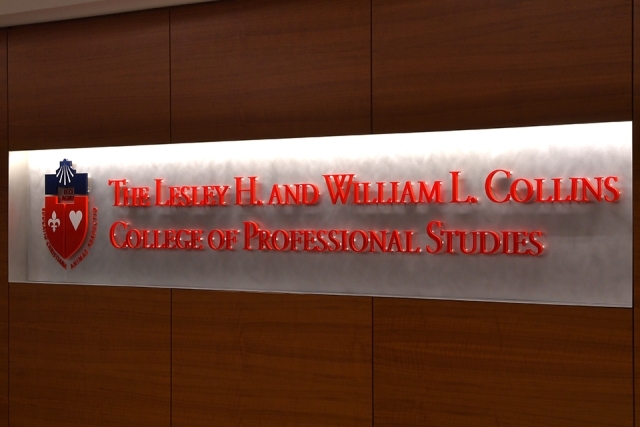 THE LESLEY H. AND WILLIAM L. COLLINS
COLLEGE OF PROFESSIONAL STUDIES